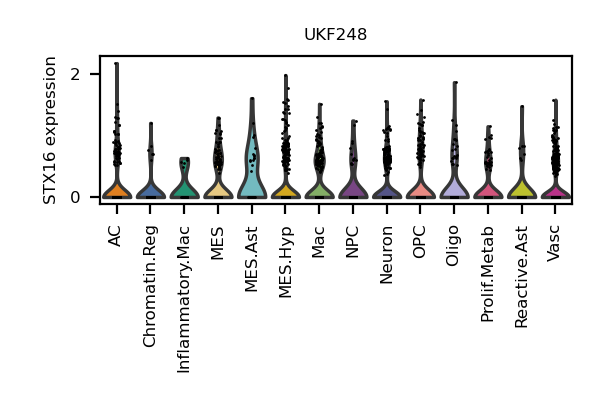 UKF248
STX16 expression
2
0
AC
Chromatin.Reg
Inflammatory.Mac
MES
MES.Ast
MES.Hyp
Mac
NPC
Neuron
OPC
Oligo
Prolif.Metab
Reactive.Ast
Vasc